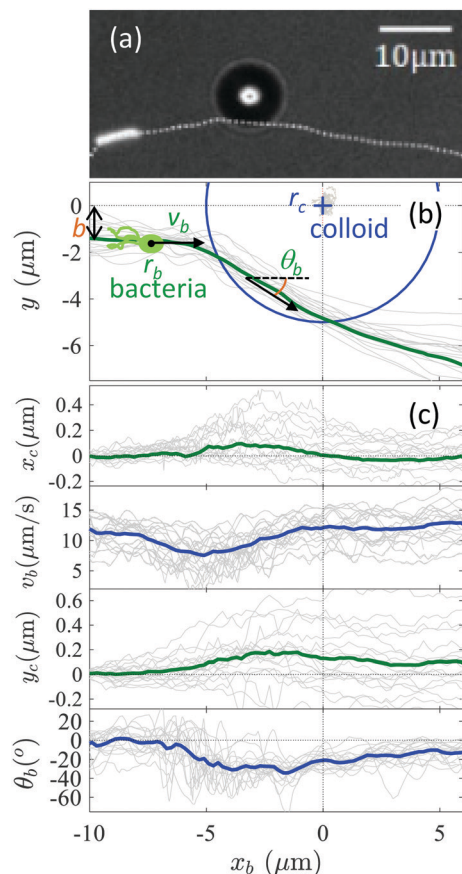 (a)
10μm
(b)
0
-2
-4
-6
y (μm)
b
v_b
r_b
bacteria
θ_b
r_c
colloid
(c)
0.4
0.2
0
-0.2
x_c(μm)
15
10
5
v_b(μm/s)
0.6
0.4
0.2
0
-0.2
y_c(μm)
20
0
-20
-40
-60
θ_b(°)
-10
-5
0
5
x_b (μm)